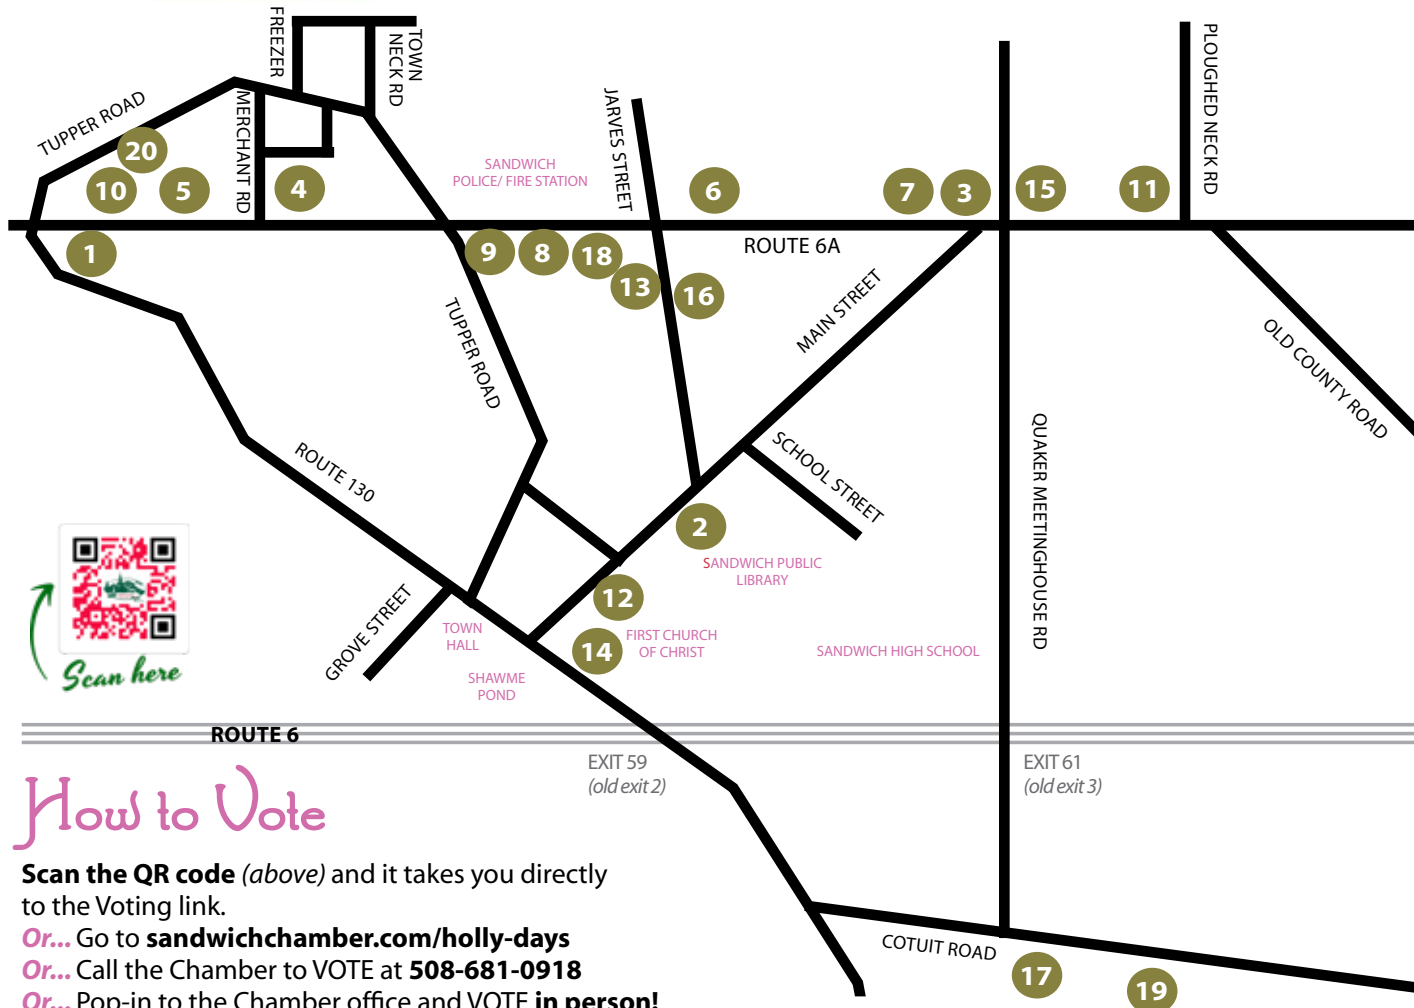 FREEZER
TOWN
NECK RD
PLOUGHED NECK RD
TUPPER ROAD
MERCHANT RD
JARVES STREET
20
10
5
4
SANDWICH
POLICE/ FIRE STATION
6
7
3
15
11
1
9
8
18
13
16
ROUTE 6A
MAIN STREET
TUPPER ROAD
OLD COUNTY ROAD
ROUTE 130
SCHOOL STREET
QUAKER MEETINGHOUSE RD
2
SANDWICH PUBLIC
LIBRARY
12
GROVE STREET
TOWN
HALL
14
FIRST CHURCH
OF CHRIST
SANDWICH HIGH SCHOOL
SHAWME
POND
Scan here
ROUTE 6
EXIT 59
(old exit 2)
EXIT 61
(old exit 3)
How to Vote
Scan the QR code (above) and it takes you directly
to the Voting link.
Or... Go to sandwichchamber.com/holly-days
Or... Call the Chamber to VOTE at 508-681-0918
Or... Pop-in to the Chamber office and VOTE in person!
COTUIT ROAD
17
19